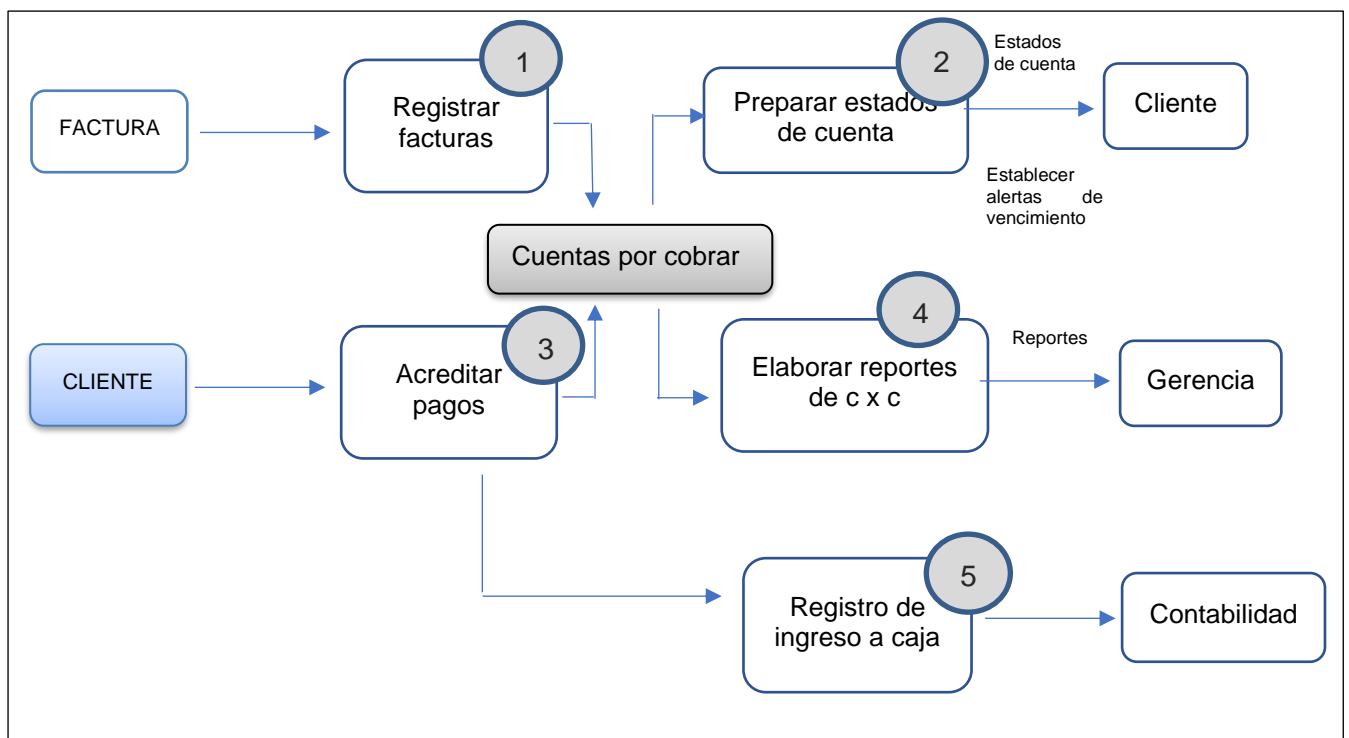 FACTURA
1
Registrar
facturas
2
Preparar estados
de cuenta
Estados
de cuenta
Cliente
Establecer
alertas de
vencimiento
Cuentas por cobrar
CLIENTE
3
Acreditar
pagos
4
Elaborar reportes
de c x c
Reportes
Gerencia
5
Registro de
ingreso a caja
Contabilidad